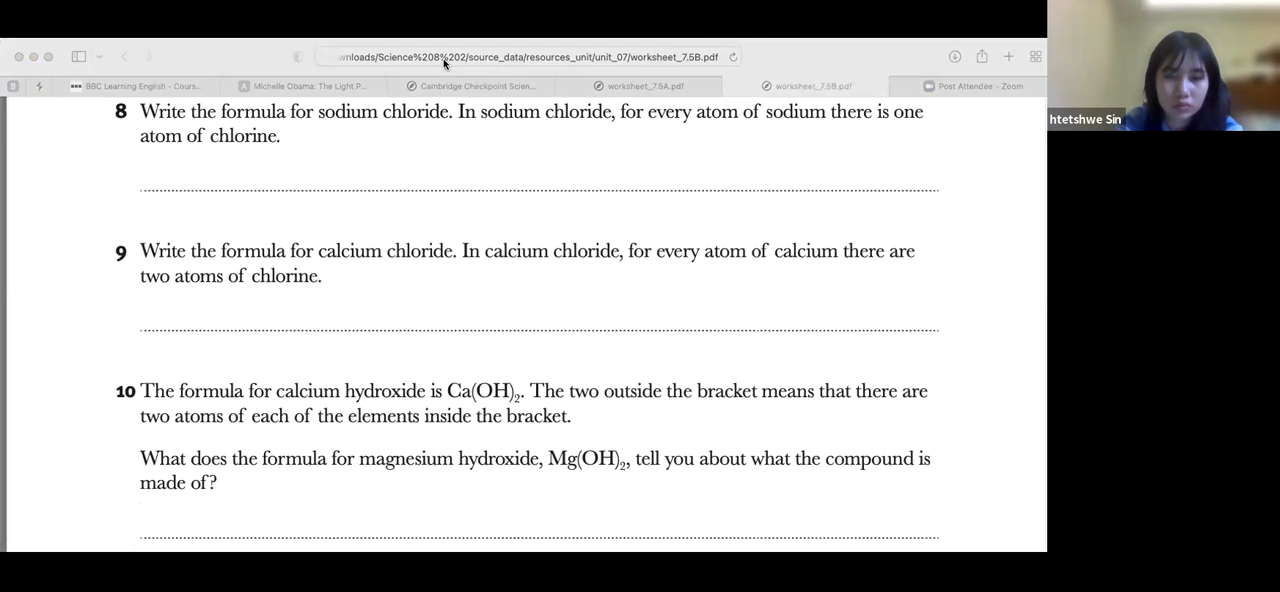 wnloads/Science%208%202/source_data/resources_unit/unit_07/worksheet_7.5B.pdf
BBC Learning English - Cours...
Michelle Obama: The Light P...
Cambridge Checkpoint Scien...
worksheet_7.5A.pdf
worksheet_7.5B.pdf
Post Attendee - Zoom
htetshwe Sin
8 Write the formula for sodium chloride. In sodium chloride, for every atom of sodium there is one
atom of chlorine.
9 Write the formula for calcium chloride. In calcium chloride, for every atom of calcium there are
two atoms of chlorine.
10 The formula for calcium hydroxide is Ca(OH)₂. The two outside the bracket means that there are
two atoms of each of the elements inside the bracket.
What does the formula for magnesium hydroxide, Mg(OH)₂, tell you about what the compound is
made of?